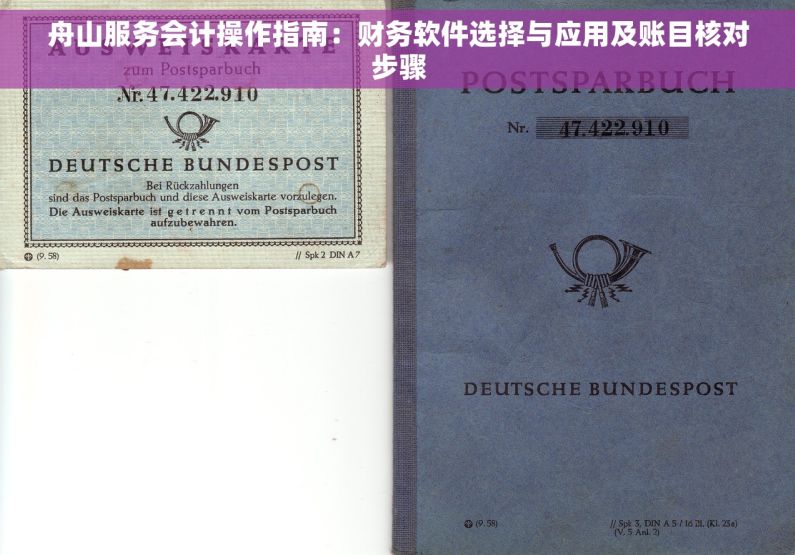 舟山服务会计操作指南：财务软件选择与应用及账目核对
步骤
AUSWEISKARTE
zum Postsparbuch
Nr. 47.422.910
DEUTSCHE BUNDESPOST
Bei Rückzahlungen
sind das Postsparbuch und diese Ausweiskarte vorzulegen.
Die Ausweiskarte ist getrennt vom Postsparbuch
aufzubewahren.
(9. 58)
// Spk 2 DIN A 7
POSTSPARBUCH
Nr. 47.422.910
DEUTSCHE BUNDESPOST
(9. 58)
// Spk 3, DIN A 5 / 16 Bl. (Kl. 23a)
(V. 5 Anl. 2)